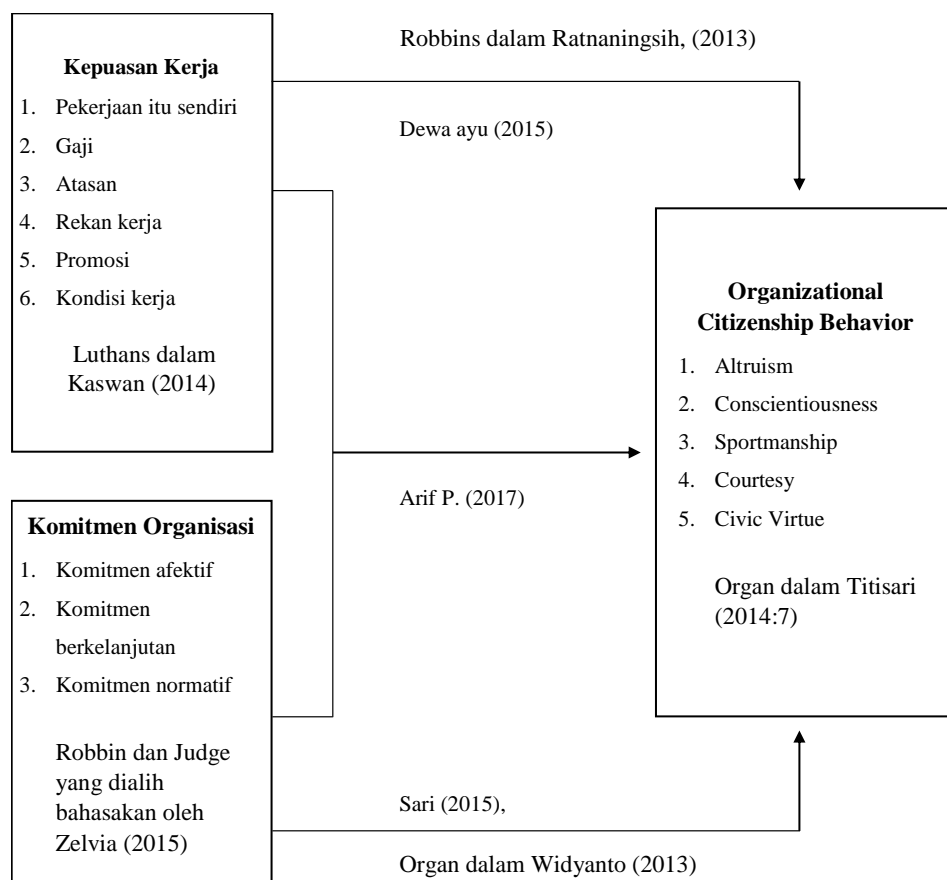 Robbins dalam Ratnaningsih, (2013)
Kepuasan Kerja
1. Pekerjaan itu sendiri
2. Gaji
3. Atasan
4. Rekan kerja
5. Promosi
6. Kondisi kerja
Luthans dalam
Kaswan (2014)
Dewa ayu (2015)
Organizational
Citizenship Behavior
1. Altruism
2. Conscientiousness
3. Sportmanship
4. Courtesy
5. Civic Virtue
Organ dalam Titisari
(2014:7)
Arif P. (2017)
Komitmen Organisasi
1. Komitmen afektif
2. Komitmen
berkelanjutan
3. Komitmen normatif
Robbin dan Judge
yang dialih
bahasakan oleh
Zelvia (2015)
Sari (2015),
Organ dalam Widyanto (2013)